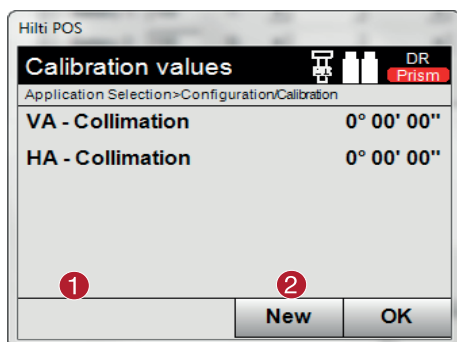 Hilti POS
Calibration values
DR
Prism
Application Selection>Configuration/Calibration
VA - Collimation 0° 00' 00"
HA - Collimation 0° 00' 00"
1 2
New OK